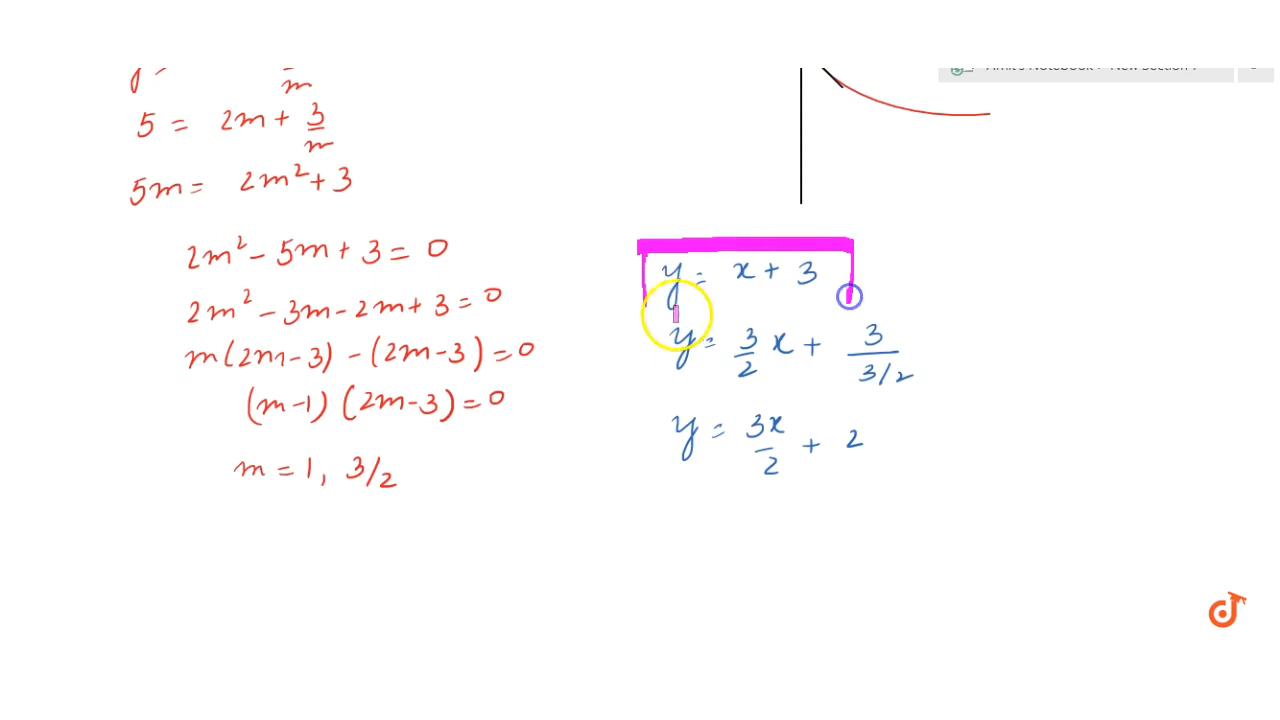 m
5 = 2m + 3/m
5m = 2m² + 3
2m² - 5m + 3 = 0
2m² - 3m - 2m + 3 = 0
m(2m-3) - (2m-3) = 0
(m-1) (2m-3) = 0
m = 1, 3/2
y = x + 3
y = 3/2 x + 3/(3/2)
y = 3x/2 + 2